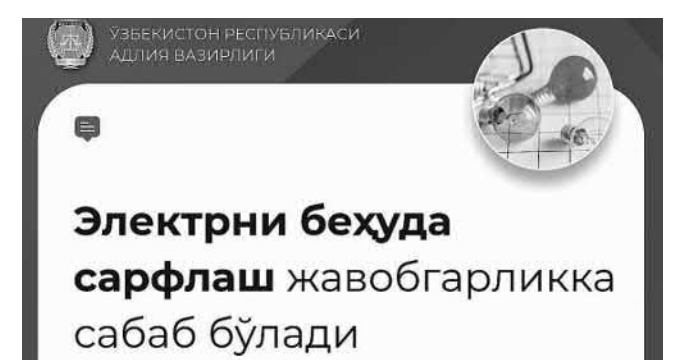 ЎЗБЕКИСТОН РЕСПУБЛИКАСИ
АДЛИЯ ВАЗИРЛИГИ
Электрни беҳуда
сарфлаш жавобгарликка
сабаб бўлади